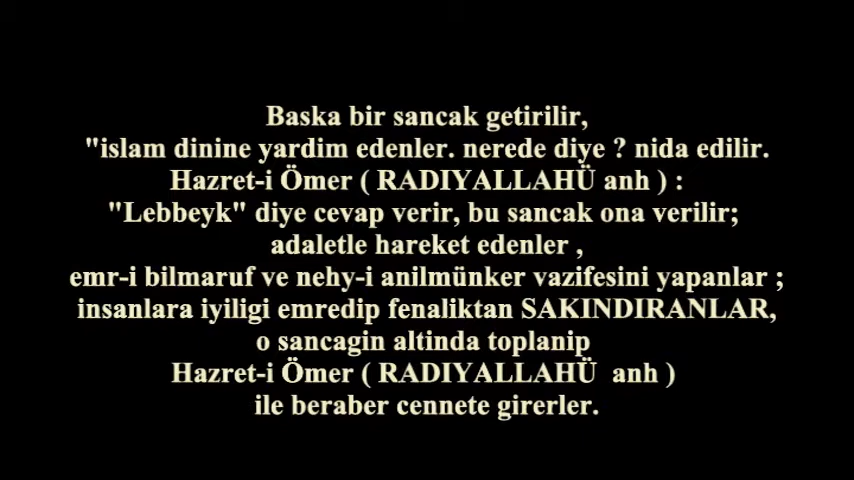 Baska bir sancak getirilir,
"islam dinine yardim edenler. nerede diye ? nida edilir.
Hazret-i Ömer ( RADIYALLAHÜ anh ) :
"Lebbeyk" diye cevap verir, bu sancak ona verilir;
adaletle hareket edenler ,
emr-i bilmaruf ve nehy-i anilmünker vazifesini yapanlar ;
insanlara iyiligi emredip fenaliktan SAKINDIRANLAR,
o sancagin altinda toplanip
Hazret-i Ömer ( RADIYALLAHÜ anh )
ile beraber cennete girerler.